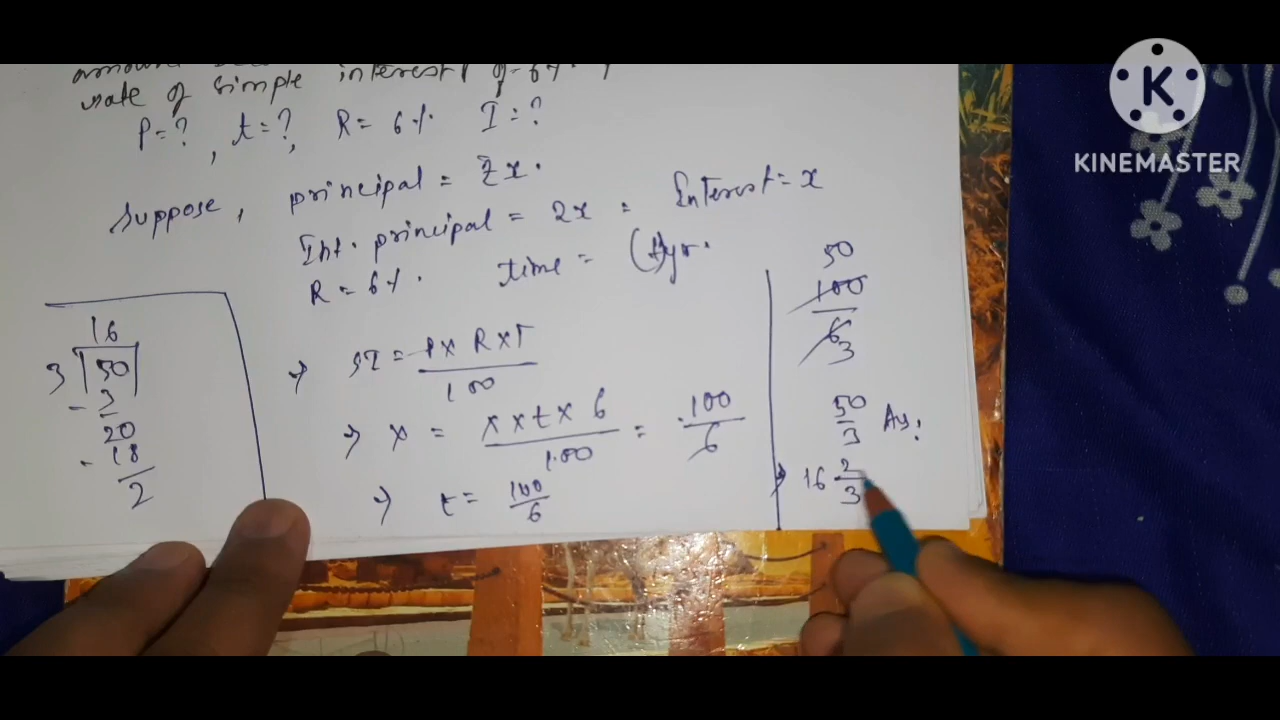 rate of simple interest of 6% ?
P=?, t=?, R= 6% I=?
Suppose, principal = ₹x.
Int. principal = 2x = Interest = x
R = 6% time = (t)yr.
⇒ SI = P× R×T / 100
⇒ x = x×t×6 / 100 = 100/6
⇒ t = 100/6
16
3 50
- 3
20
- 18
2
50
100
6
3
50/3 Ans.
⇒ 16 2/3
K
KINEMASTER